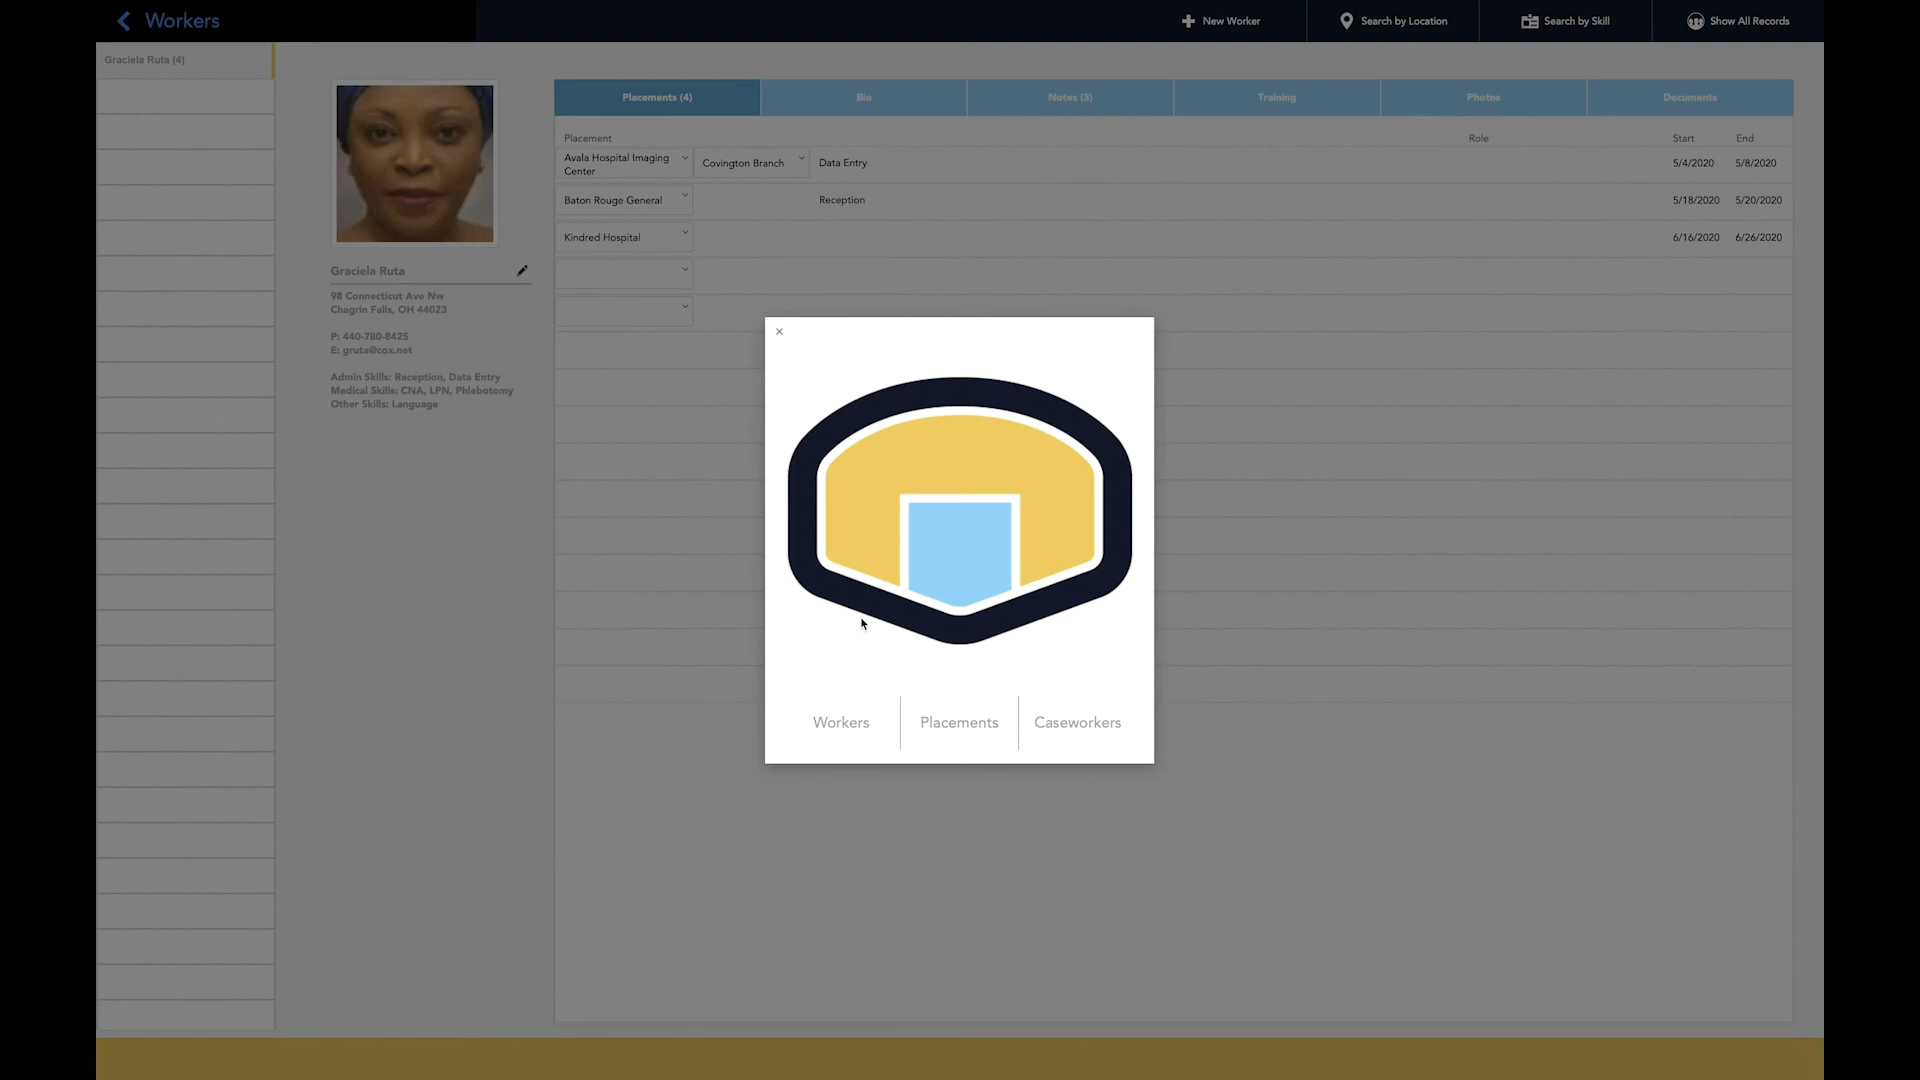 Workers
New Worker
Search by Location
Search by Skill
Show All Records
Graciela Ruta (4)
Graciela Ruta
98 Connecticut Ave Nw
Chagrin Falls, OH 44023
P: 440-780-8425
E: gruta@cox.net
Admin Skills: Reception, Data Entry
Medical Skills: CNA, LPN, Phlebotomy
Other Skills: Language
Placements (4)
Bio
Notes (3)
Training
Photos
Documents
Placement
Role
Start
End
Avala Hospital Imaging
Center
Covington Branch
Data Entry
5/4/2020
5/8/2020
Baton Rouge General
Reception
5/18/2020
5/20/2020
Kindred Hospital
6/16/2020
6/26/2020
Workers
Placements
Caseworkers